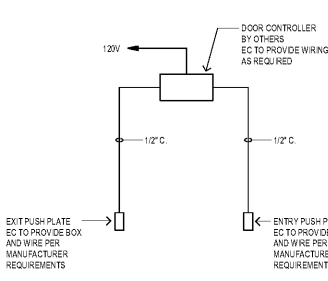 DOOR CONTROLLER
BY OTHERS
EC TO PROVIDE WIRING
AS REQUIRED
120V
1/2" C.
1/2" C.
EXIT PUSH PLATE
EC TO PROVIDE BOX
AND WIRE PER
MANUFACTURER
REQUIREMENTS
ENTRY PUSH P
EC TO PROVIDE
AND WIRE PER
MANUFACTURE
REQUIREMENT